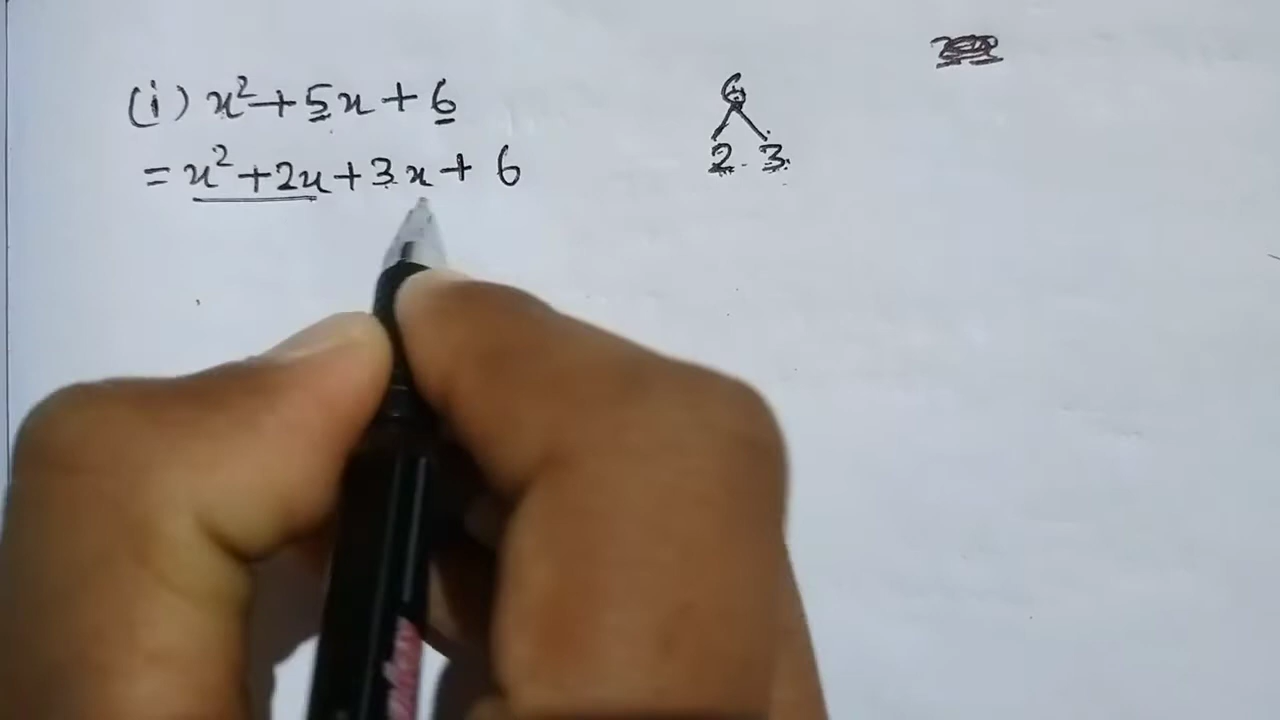 (i) x²+5x+6
= x²+2x+3x+6
6
2 3